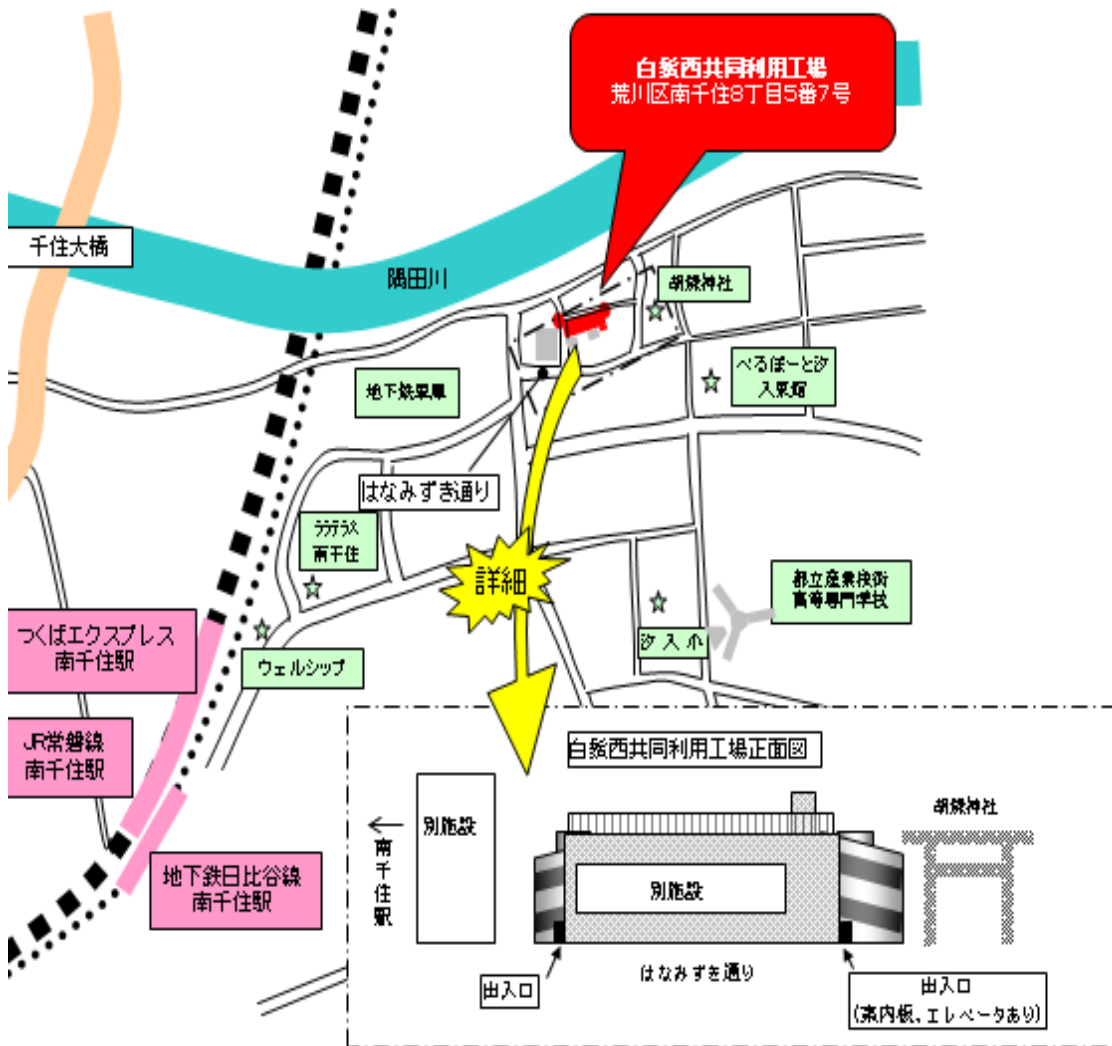 白鬚西共同利用工場
荒川区南千住8丁目5番7号
千住大橋
隅田川
胡録神社
地下鉄車庫
べるぽーと汐
入東館
はなみずき通り
ララテラス
南千住
詳細
都立産業技術
高等専門学校
汐入小
つくばエクスプレス
南千住駅
ウェルシップ
JR常磐線
南千住駅
地下鉄日比谷線
南千住駅
白鬚西共同利用工場正面図
別施設
←
南千住駅
別施設
胡録神社
はなみずき通り
出入口
出入口
(案内板、エレベータあり)